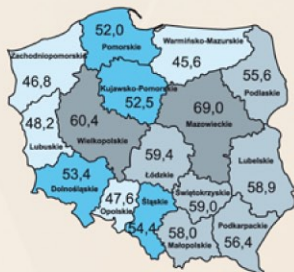 52,0
Pomorskie
Warmińsko-Mazurskie
45,6
Zachodniopomorskie
46,8
Kujawsko-Pomorskie
52,5
55,6
Podlaskie
69,0
Mazowieckie
48,2
Lubuskie
60,4
Wielkopolskie
59,4
Łódzkie
Lubelskie
58,9
53,4
Dolnośląskie
47,6
Opolskie
Śląskie
54,4
Świętokrzyskie
59,0
58,0
Małopolskie
Podkarpackie
56,4